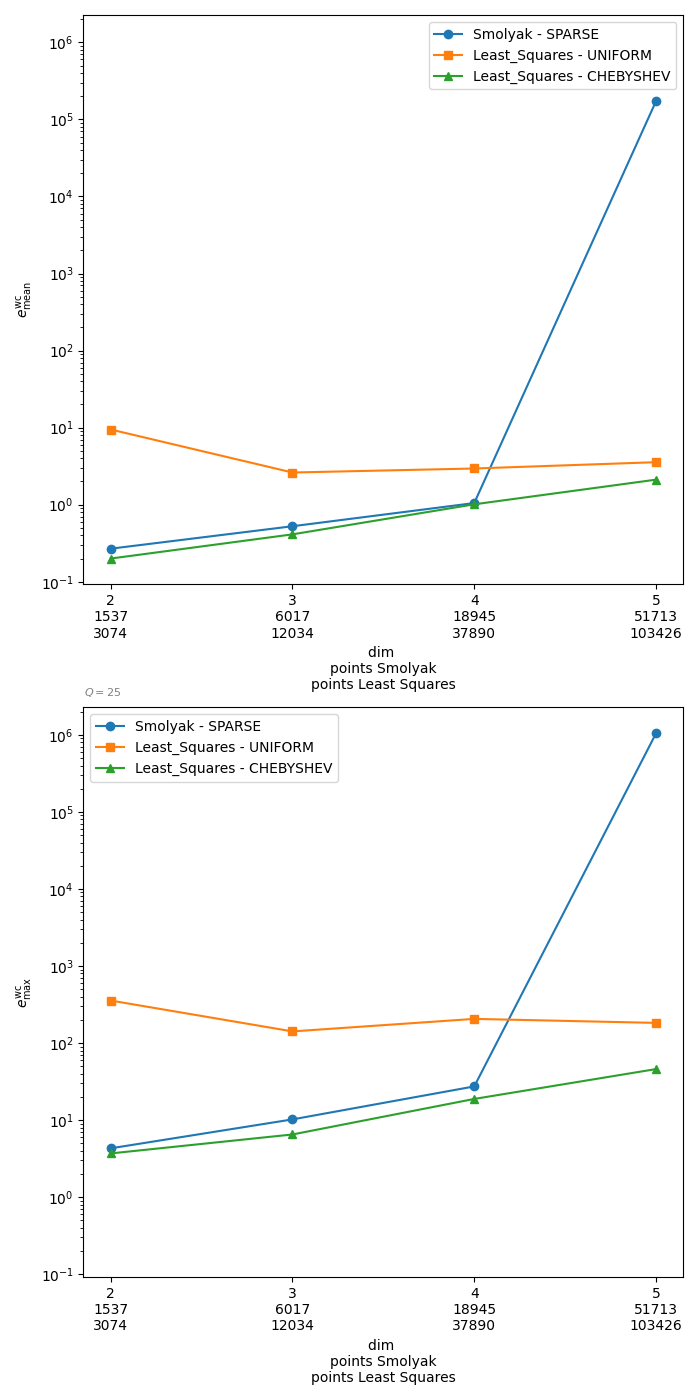 Smolyak - SPARSE
Least_Squares - UNIFORM
Least_Squares - CHEBYSHEV
10^6
10^5
10^4
10^3
10^2
10^1
10^0
10^-1
e^wc_mean
2 3 4 5
1537 6017 18945 51713
3074 12034 37890 103426
dim
points Smolyak
points Least Squares
Q = 25
Smolyak - SPARSE
Least_Squares - UNIFORM
Least_Squares - CHEBYSHEV
10^6
10^5
10^4
10^3
10^2
10^1
10^0
10^-1
e^wc_max
2 3 4 5
1537 6017 18945 51713
3074 12034 37890 103426
dim
points Smolyak
points Least Squares